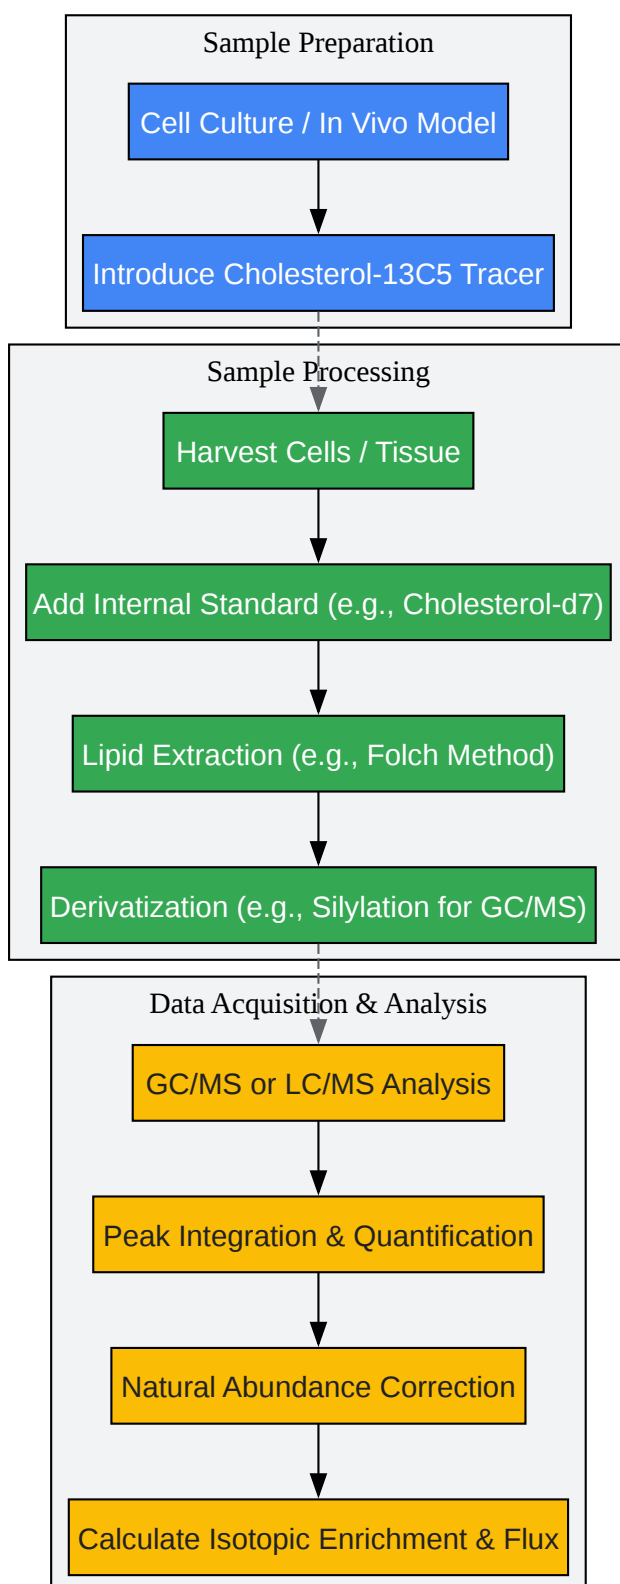 Sample Preparation
Cell Culture / In Vivo Model
Introduce Cholesterol-13C5 Tracer
Sample Processing
Harvest Cells / Tissue
Add Internal Standard (e.g., Cholesterol-d7)
Lipid Extraction (e.g., Folch Method)
Derivatization (e.g., Silylation for GC/MS)
Data Acquisition & Analysis
GC/MS or LC/MS Analysis
Peak Integration & Quantification
Natural Abundance Correction
Calculate Isotopic Enrichment & Flux